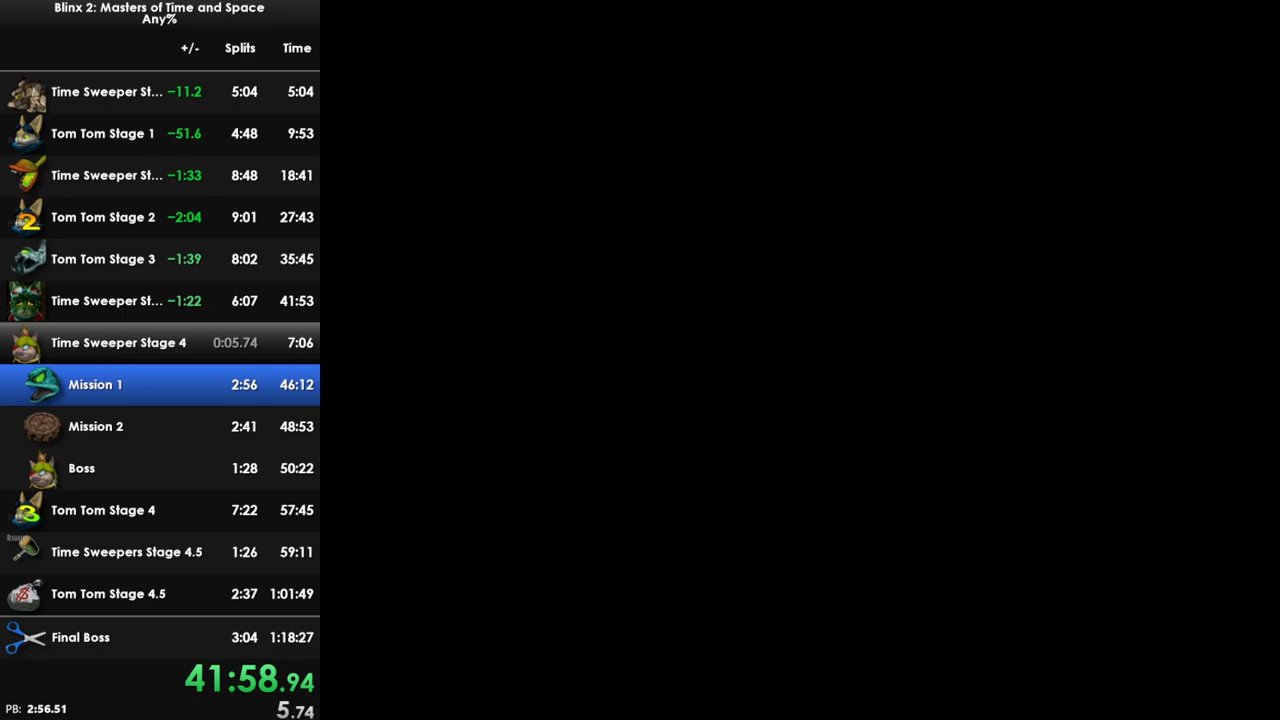 Blinx 2: Masters of Time and Space
Any%
+/- Splits Time
Time Sweeper St... −11.2 5:04 5:04
Tom Tom Stage 1 −51.6 4:48 9:53
Time Sweeper St... −1:33 8:48 18:41
Tom Tom Stage 2 −2:04 9:01 27:43
Tom Tom Stage 3 −1:39 8:02 35:45
Time Sweeper St... −1:22 6:07 41:53
Time Sweeper Stage 4 0:05.74 7:06
Mission 1 2:56 46:12
Mission 2 2:41 48:53
Boss 1:28 50:22
Tom Tom Stage 4 7:22 57:45
Time Sweepers Stage 4.5 1:26 59:11
Tom Tom Stage 4.5 2:37 1:01:49
Final Boss 3:04 1:18:27
41:58.94
PB: 2:56.51 5.74